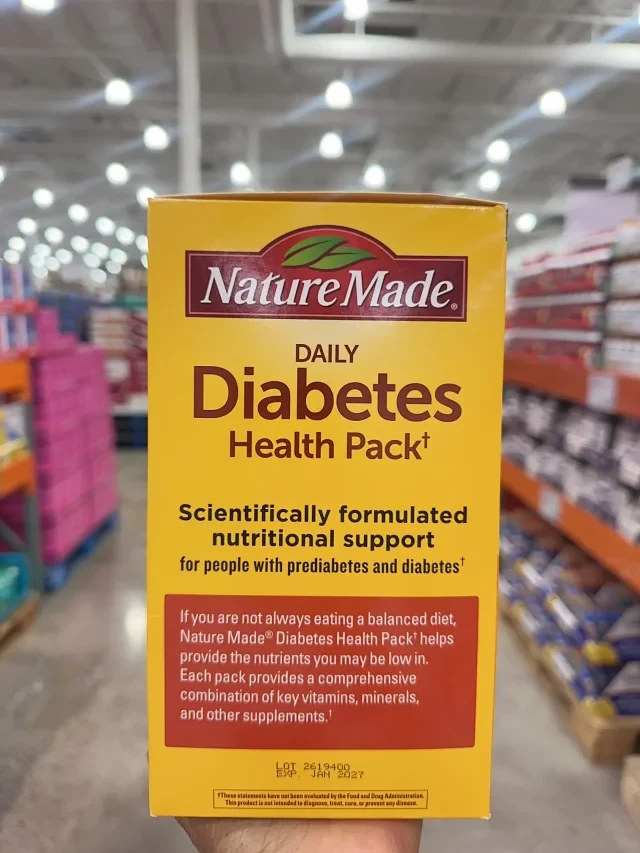 Nature Made®
DAILY
Diabetes
Health Pack†
Scientifically formulated
nutritional support
for people with prediabetes and diabetes†
If you are not always eating a balanced diet,
Nature Made® Diabetes Health Pack† helps
provide the nutrients you may be low in.
Each pack provides a comprehensive
combination of key vitamins, minerals,
and other supplements.†
LOT 2619400
EXP. JAN 2027
†These statements have not been evaluated by the Food and Drug Administration.
This product is not intended to diagnose, treat, cure, or prevent any disease.